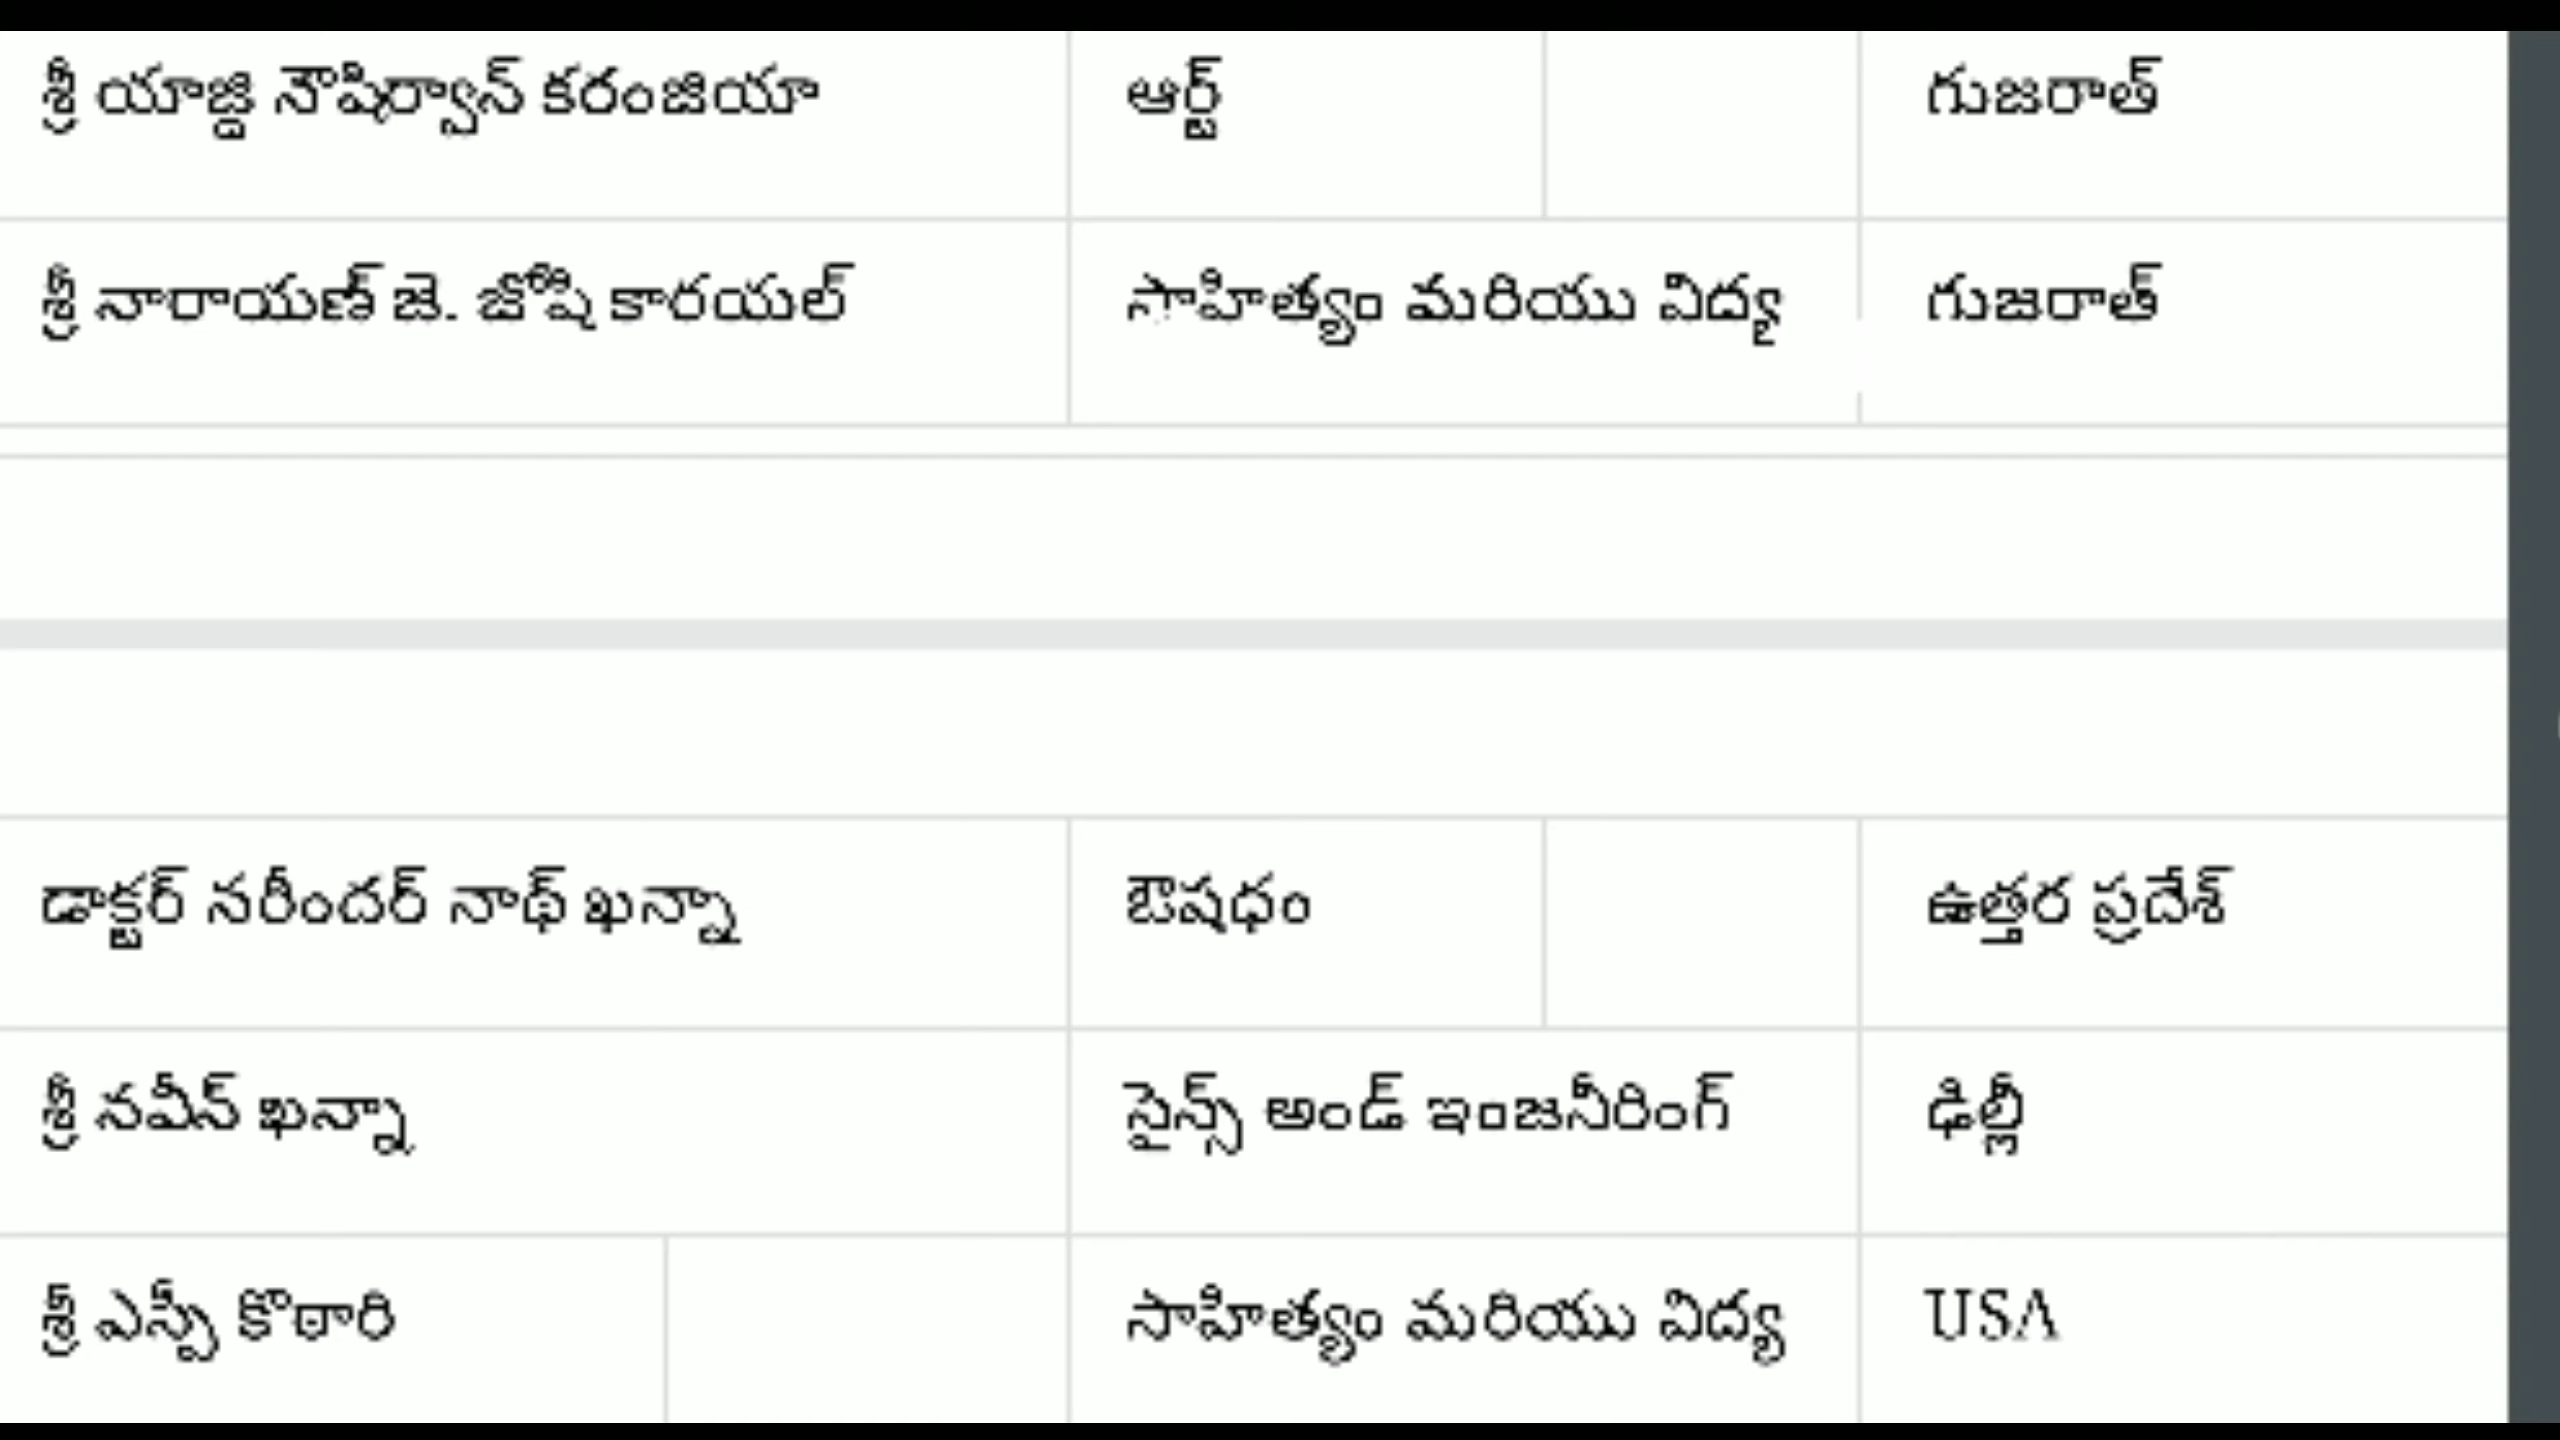 శ్రీ యాజ్ది నౌషిర్వాన్ కరంజియా ఆర్ట్ గుజరాత్
శ్రీ నారాయణ్ జె. జోషి కారయల్ సాహిత్యం మరియు విద్య గుజరాత్
డాక్టర్ నరీందర్ నాథ్ ఖన్నా ఔషధం ఉత్తర ప్రదేశ్
శ్రీ నవీన్ ఖన్నా సైన్స్ అండ్ ఇంజనీరింగ్ ఢిల్లీ
శ్రీ ఎస్పీ కొఠారి సాహిత్యం మరియు విద్య USA